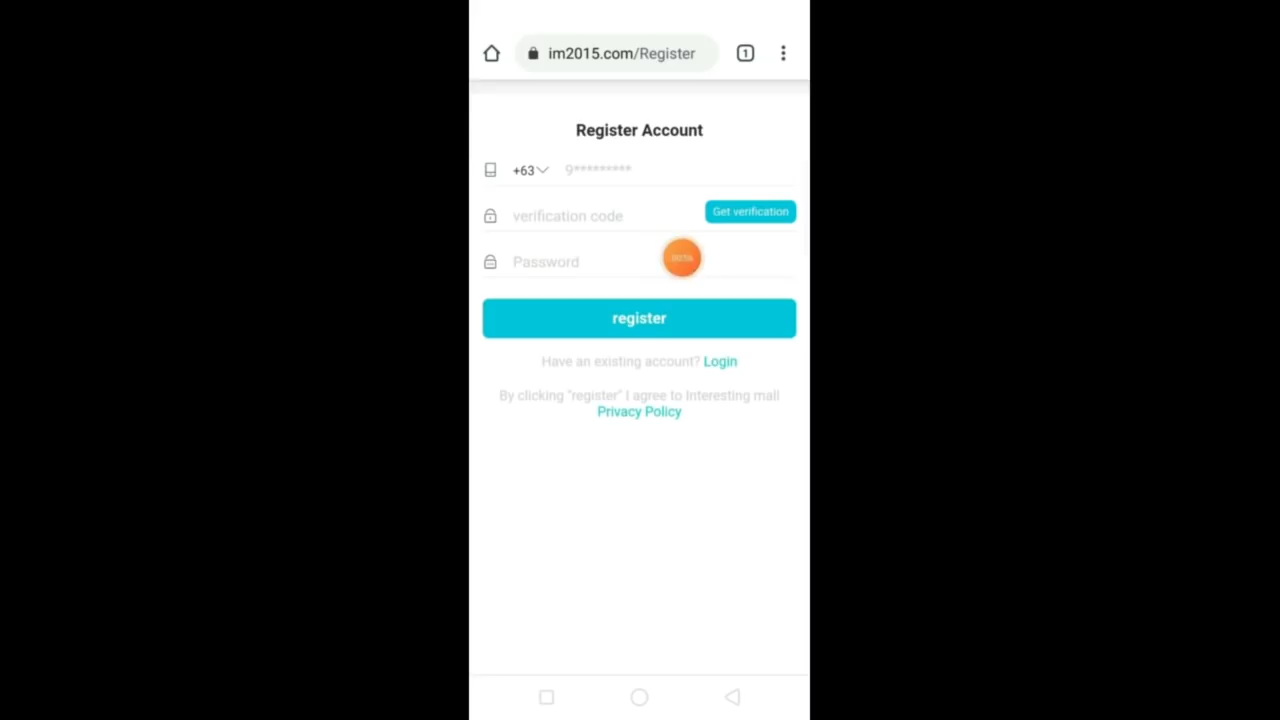 im2015.com/Register
1
Register Account
+63
9*********
verification code
Get verification
Password
register
Have an existing account? Login
By clicking "register" I agree to Interesting mall
Privacy Policy